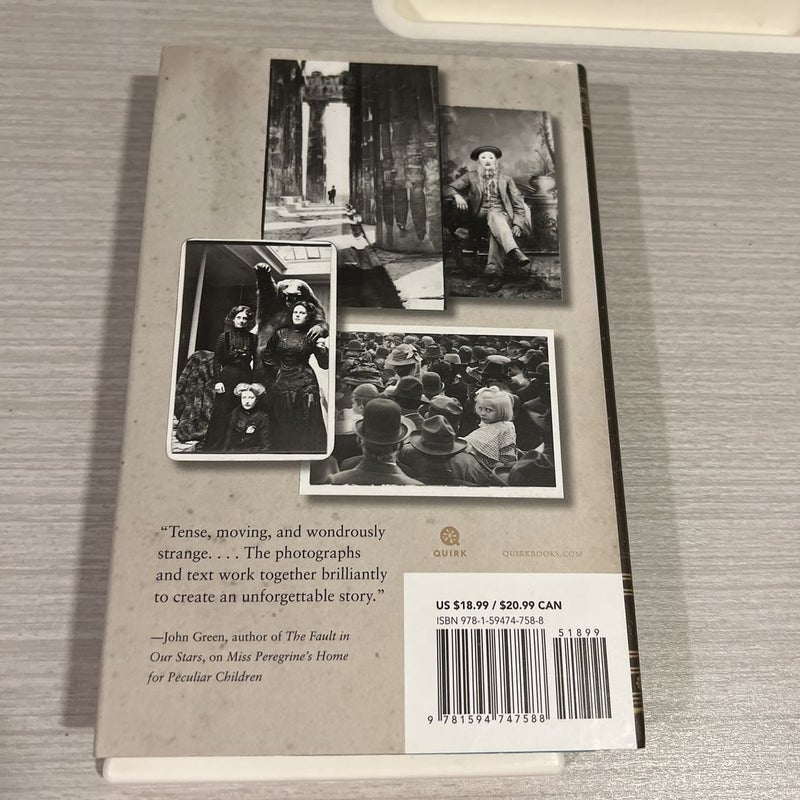 “Tense, moving, and wondrously
strange. . . . The photographs
and text work together brilliantly
to create an unforgettable story.”
—John Green, author of The Fault in
Our Stars, on Miss Peregrine’s Home
for Peculiar Children
QUIRK
QUIRKBOOKS.COM
US $18.99 / $20.99 CAN
ISBN 978-1-59474-758-8
51899
9 781594 747588